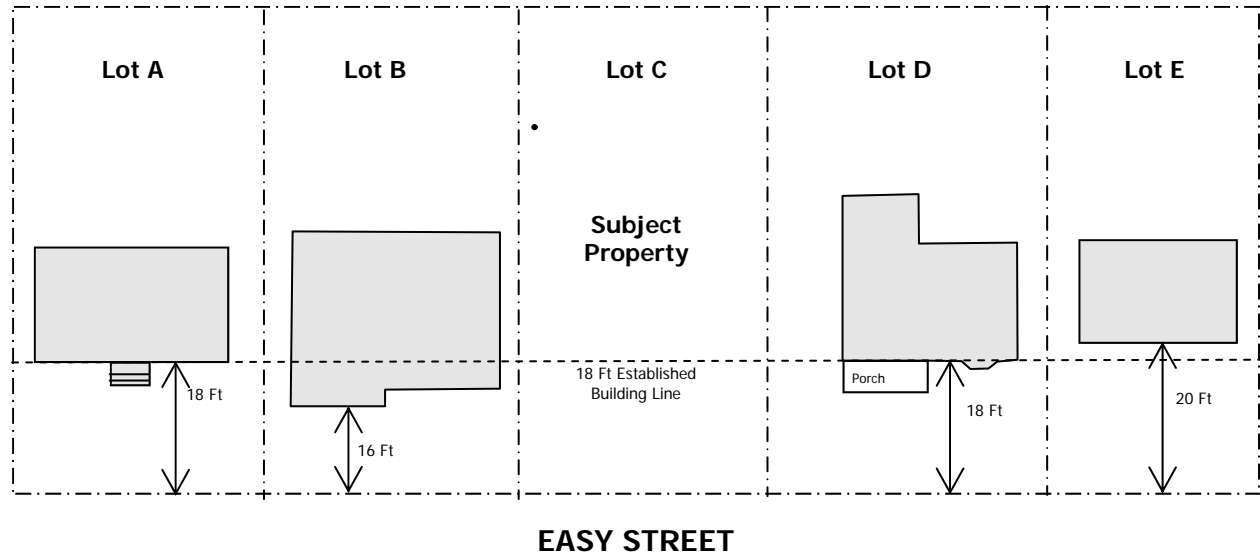 Lot A
Lot B
Lot C
Lot D
Lot E
Subject
Property
18 Ft Established
Building Line
Porch
18 Ft
16 Ft
18 Ft
20 Ft
EASY STREET